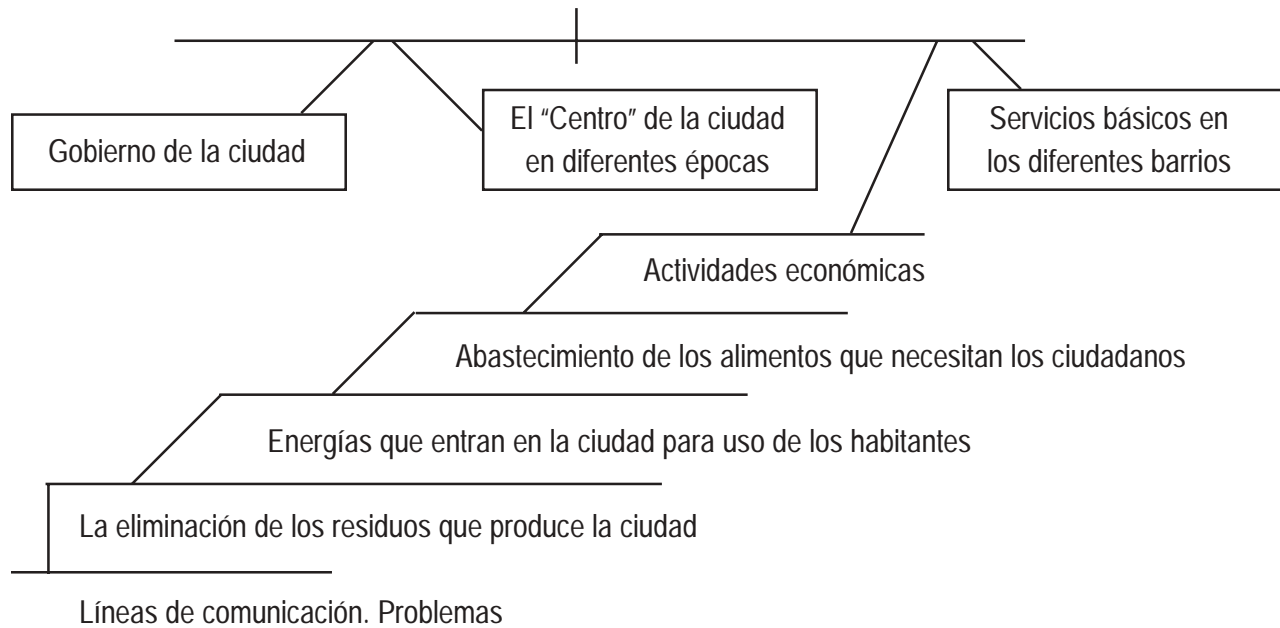 Gobierno de la ciudad
El “Centro” de la ciudad
en diferentes épocas
Servicios básicos en
los diferentes barrios
Actividades económicas
Abastecimiento de los alimentos que necesitan los ciudadanos
Energías que entran en la ciudad para uso de los habitantes
La eliminación de los residuos que produce la ciudad
Líneas de comunicación. Problemas